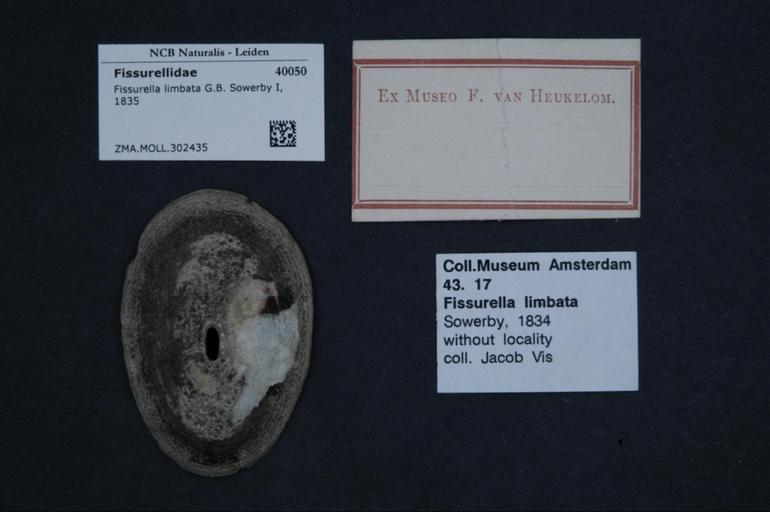 NCB Naturalis - Leiden
Fissurellidae 40050
Fissurella limbata G.B. Sowerby I,
1835
ZMA.MOLL.302435
Ex Museo F. van Heukelom.
Coll.Museum Amsterdam
43. 17
Fissurella limbata
Sowerby, 1834
without locality
coll. Jacob Vis